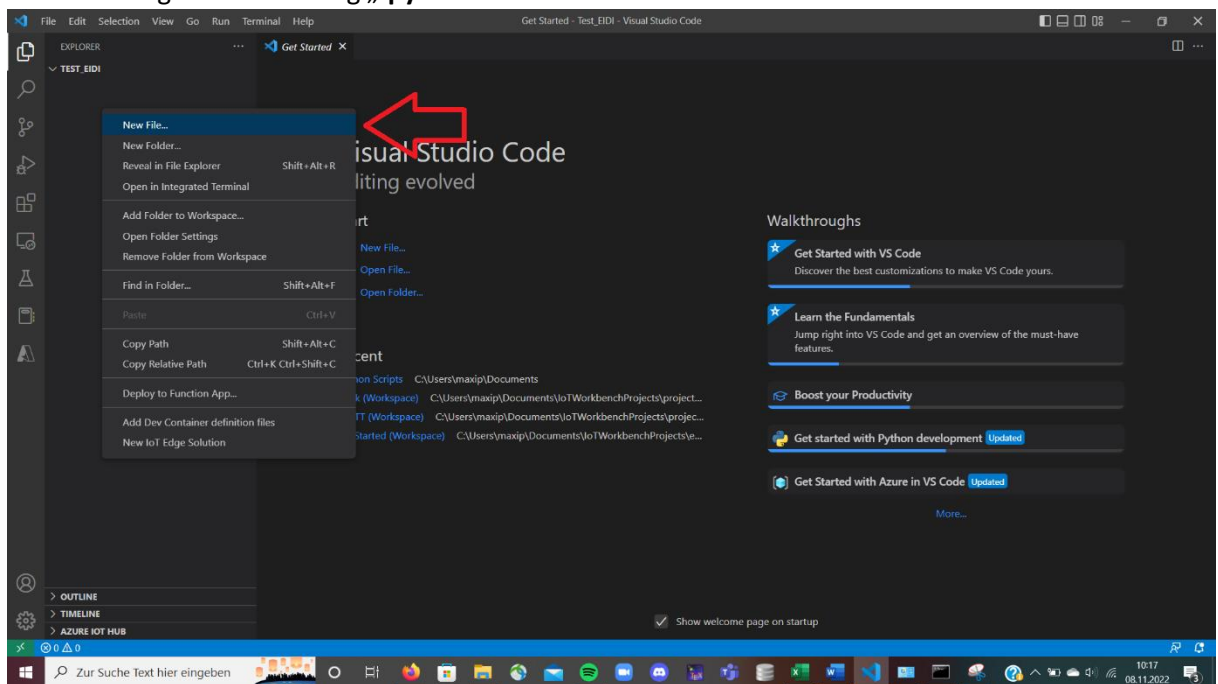 File Edit Selection View Go Run Terminal Help Get Started - Test_EIDI - Visual Studio Code
EXPLORER
Get Started
TEST_EIDI
New File...
New Folder...
Reveal in File Explorer Shift+Alt+R
Open in Integrated Terminal
Add Folder to Workspace...
Open Folder Settings
Remove Folder from Workspace
Find in Folder... Shift+Alt+F
Paste Ctrl+V
Copy Path Shift+Alt+C
Copy Relative Path Ctrl+K Ctrl+Shift+C
Deploy to Function App...
Add Dev Container definition files
New IoT Edge Solution
isual Studio Code
liting evolved
rt
New File...
Open File...
Open Folder...
cent
on Scripts C:\Users\maxip\Documents
k (Workspace) C:\Users\maxip\Documents\IoTWorkbenchProjects\project...
TT (Workspace) C:\Users\maxip\Documents\IoTWorkbenchProjects\projec...
Started (Workspace) C:\Users\maxip\Documents\IoTWorkbenchProjects\e...
Walkthroughs
Get Started with VS Code
Discover the best customizations to make VS Code yours.
Learn the Fundamentals
Jump right into VS Code and get an overview of the must-have
features.
Boost your Productivity
Get started with Python development Updated
Get Started with Azure in VS Code Updated
More...
OUTLINE
TIMELINE
AZURE IOT HUB
Show welcome page on startup
0 0
Zur Suche Text hier eingeben
10:17
08.11.2022
3